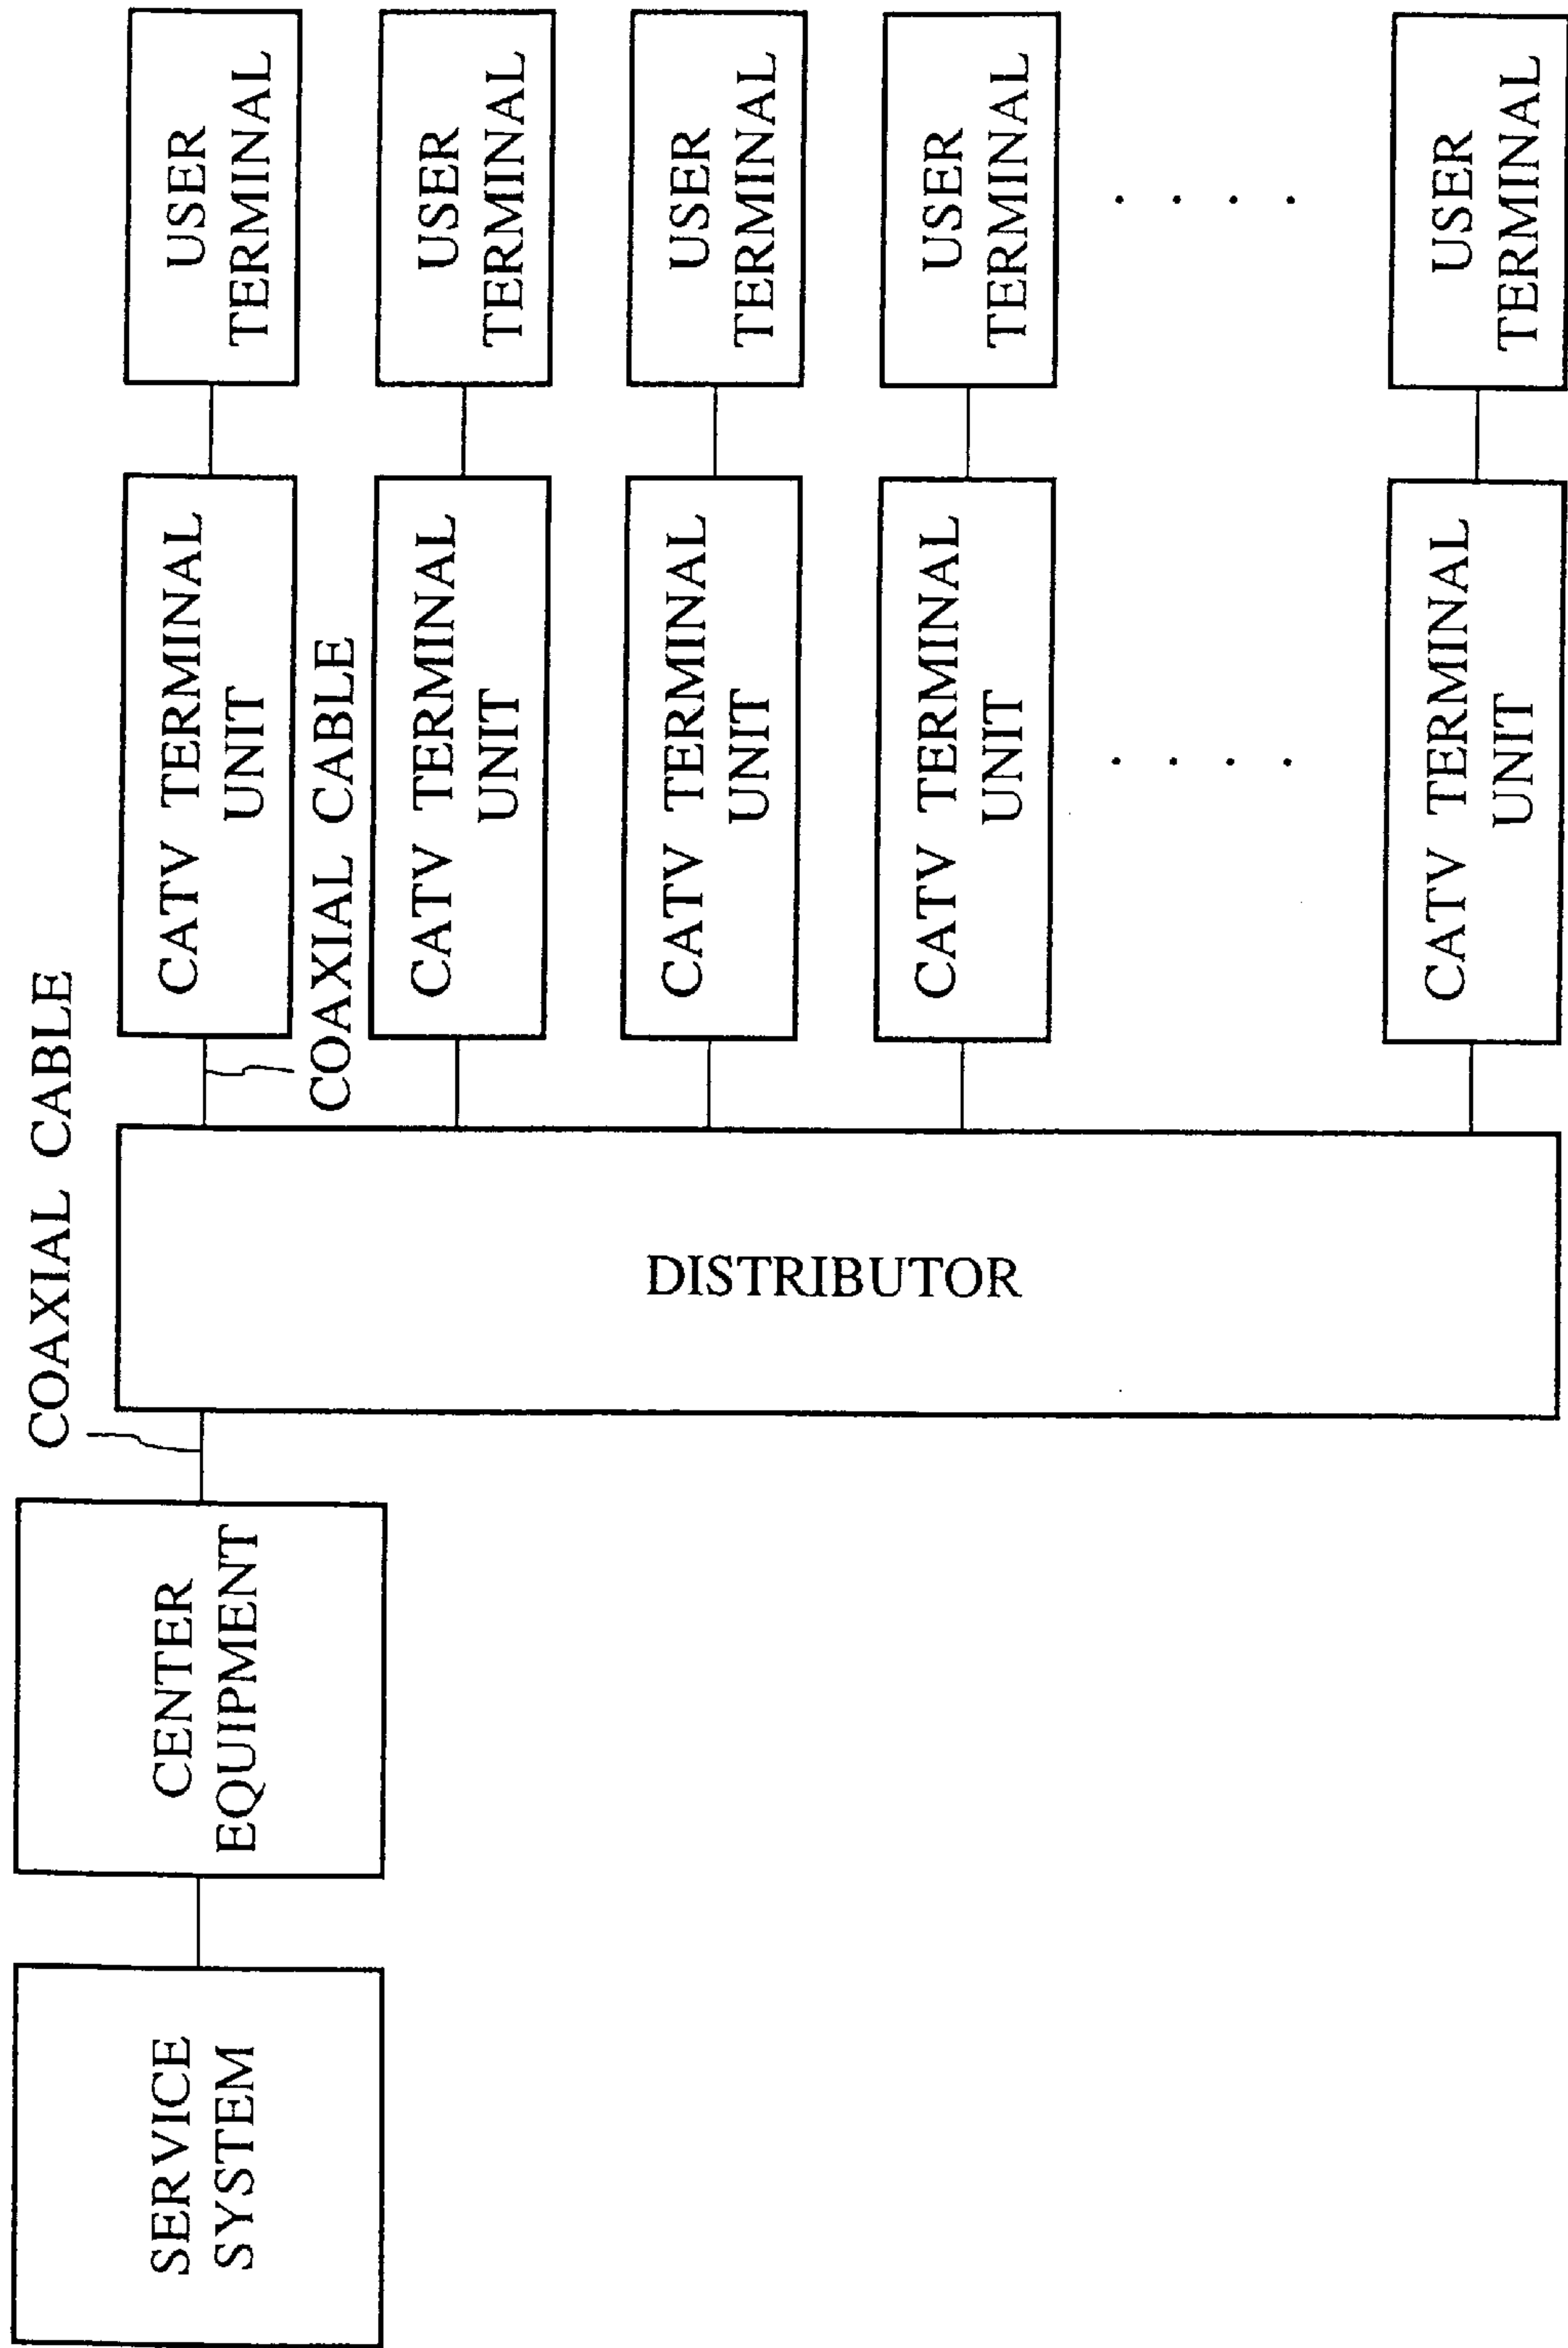 SERVICE
SYSTEM
CENTER
EQUIPMENT
COAXIAL CABLE
DISTRIBUTOR
COAXIAL CABLE
CATV TERMINAL
UNIT
USER
TERMINAL
CATV TERMINAL
UNIT
USER
TERMINAL
CATV TERMINAL
UNIT
USER
TERMINAL
CATV TERMINAL
UNIT
USER
TERMINAL
. . . .
. . . .
CATV TERMINAL
UNIT
USER
TERMINAL